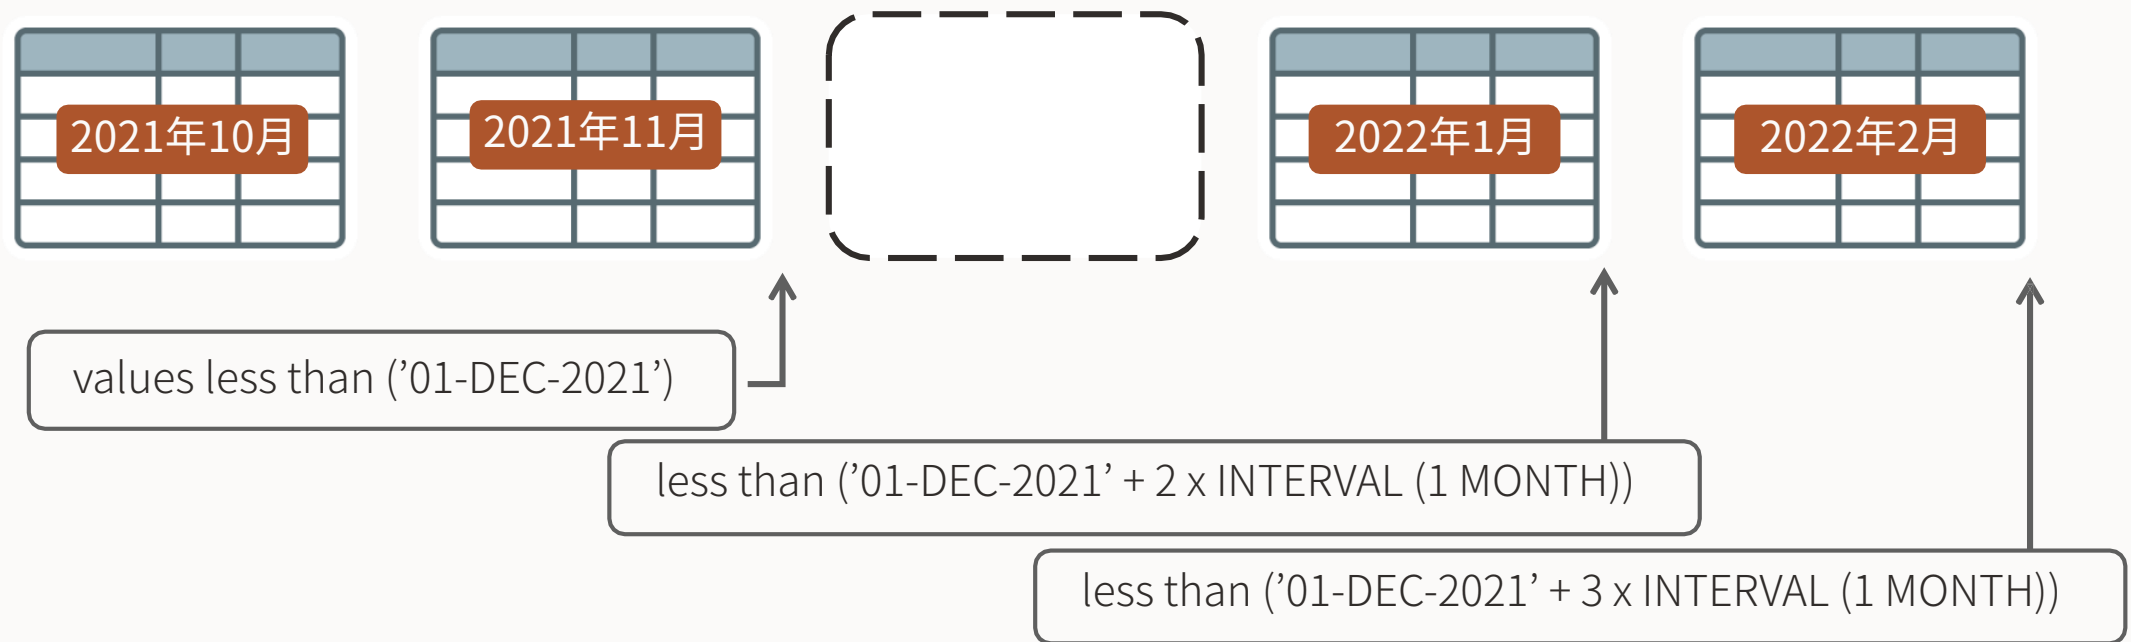 2021年10月
2021年11月
2022年1月
2022年2月
values less than (’01-DEC-2021’)
less than (’01-DEC-2021’ + 2 x INTERVAL (1 MONTH))
less than (’01-DEC-2021’ + 3 x INTERVAL (1 MONTH))